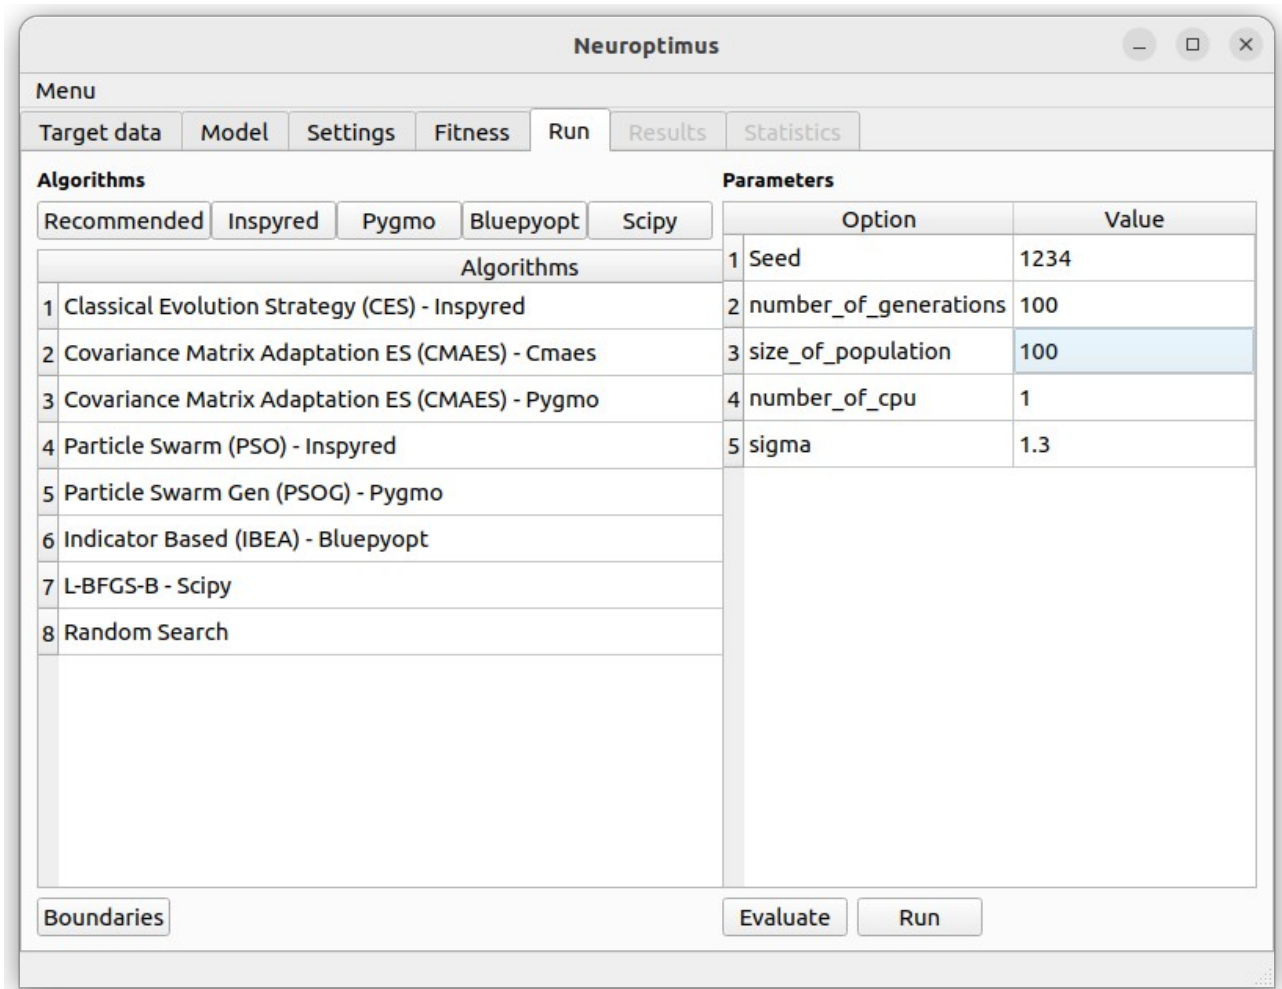 Neuroptimus
Menu
Target data Model Settings Fitness Run Results Statistics
Algorithms
Recommended Inspyred Pygmo Bluepyopt Scipy
Algorithms
1 Classical Evolution Strategy (CES) - Inspyred
2 Covariance Matrix Adaptation ES (CMAES) - Cmaes
3 Covariance Matrix Adaptation ES (CMAES) - Pygmo
4 Particle Swarm (PSO) - Inspyred
5 Particle Swarm Gen (PSOG) - Pygmo
6 Indicator Based (IBEA) - Bluepyopt
7 L-BFGS-B - Scipy
8 Random Search
Boundaries
Parameters
Option Value
1 Seed 1234
2 number_of_generations 100
3 size_of_population 100
4 number_of_cpu 1
5 sigma 1.3
Evaluate Run